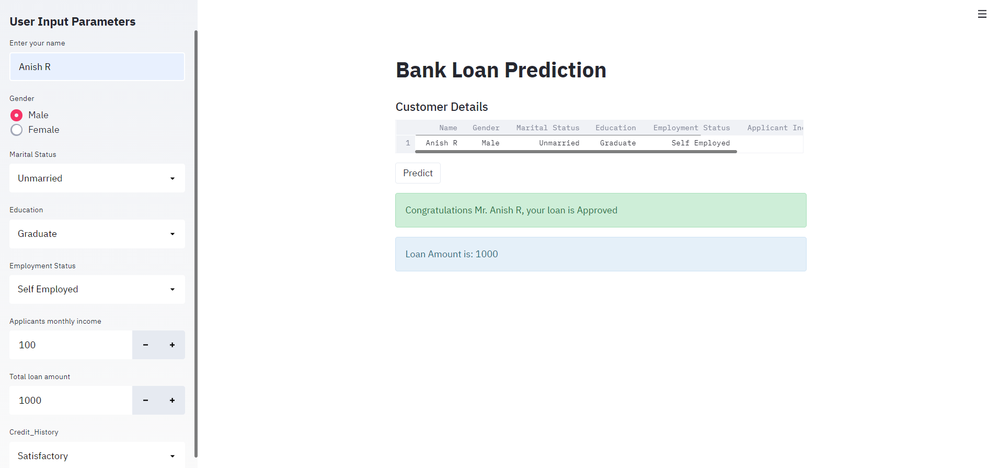 User Input Parameters
Enter your name
Anish R
Gender
Male
Female
Marital Status
Unmarried
Education
Graduate
Employment Status
Self Employed
Applicants monthly income
100
Total loan amount
1000
Credit_History
Satisfactory
Bank Loan Prediction
Customer Details
Name Gender Marital Status Education Employment Status Applicant
1 Anish R Male Unmarried Graduate Self Employed
Predict
Congratulations Mr. Anish R, your loan is Approved
Loan Amount is: 1000